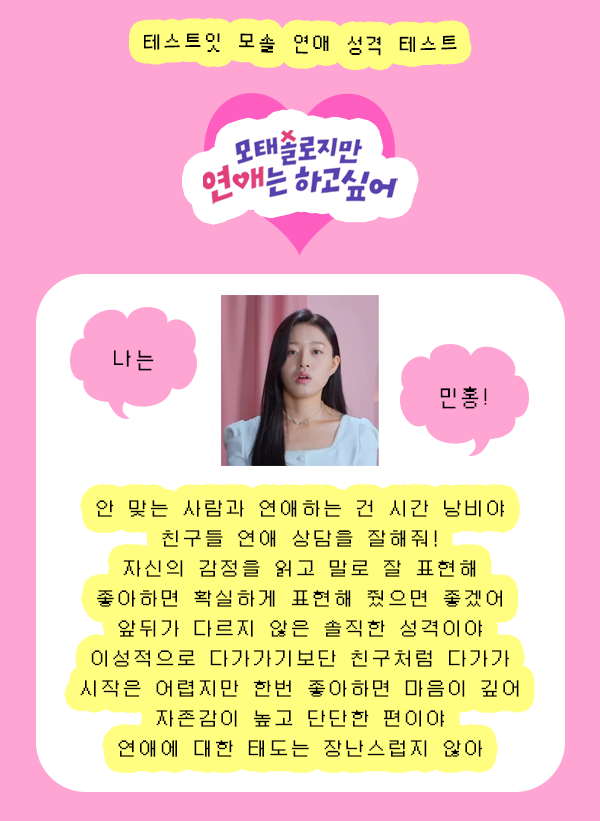 테스트잇 모솔 연애 성격 테스트
모태솔로지만
연애는 하고싶어
나는
민홍!
안 맞는 사람과 연애하는 건 시간 낭비야
친구들 연애 상담을 잘해줘!
자신의 감정을 읽고 말로 잘 표현해
좋아하면 확실하게 표현해 줬으면 좋겠어
앞뒤가 다르지 않은 솔직한 성격이야
이성적으로 다가가기보단 친구처럼 다가가
시작은 어렵지만 한번 좋아하면 마음이 깊어
자존감이 높고 단단한 편이야
연애에 대한 태도는 장난스럽지 않아